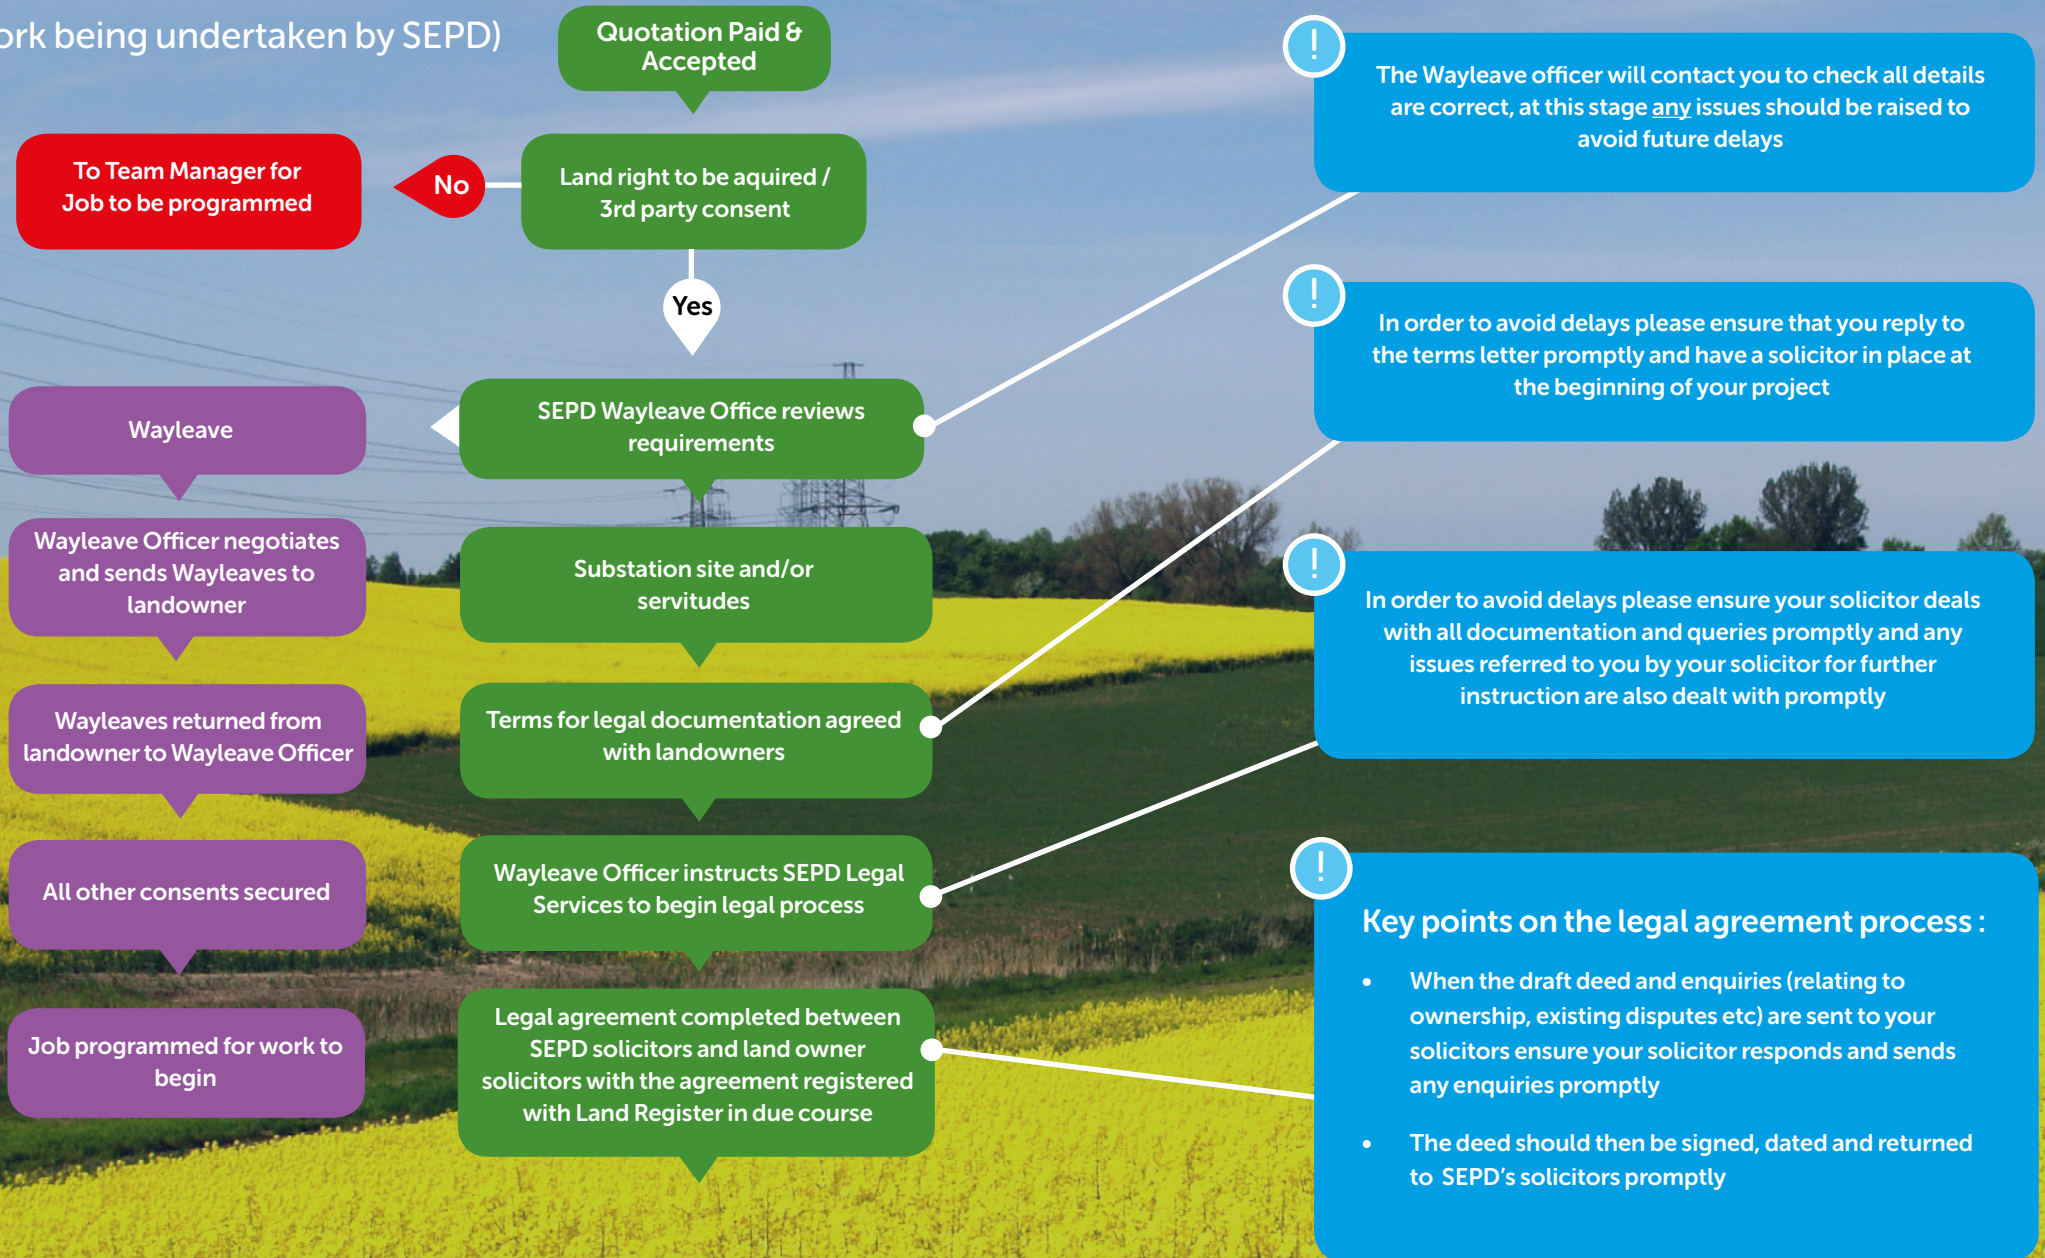 ork being undertaken by SEPD)
Quotation Paid &
Accepted
To Team Manager for
Job to be programmed
No
Land right to be aquired /
3rd party consent
Yes
Wayleave
SEPD Wayleave Office reviews
requirements
Wayleave Officer negotiates
and sends Wayleaves to
landowner
Substation site and/or
servitudes
Wayleaves returned from
landowner to Wayleave Officer
Terms for legal documentation agreed
with landowners
All other consents secured
Wayleave Officer instructs SEPD Legal
Services to begin legal process
Job programmed for work to
begin
Legal agreement completed between
SEPD solicitors and land owner
solicitors with the agreement registered
with Land Register in due course
!
The Wayleave officer will contact you to check all details
are correct, at this stage any issues should be raised to
avoid future delays
!
In order to avoid delays please ensure that you reply to
the terms letter promptly and have a solicitor in place at
the beginning of your project
!
In order to avoid delays please ensure your solicitor deals
with all documentation and queries promptly and any
issues referred to you by your solicitor for further
instruction are also dealt with promptly
!
Key points on the legal agreement process :
• When the draft deed and enquiries (relating to
ownership, existing disputes etc) are sent to your
solicitors ensure your solicitor responds and sends
any enquiries promptly
• The deed should then be signed, dated and returned
to SEPD’s solicitors promptly